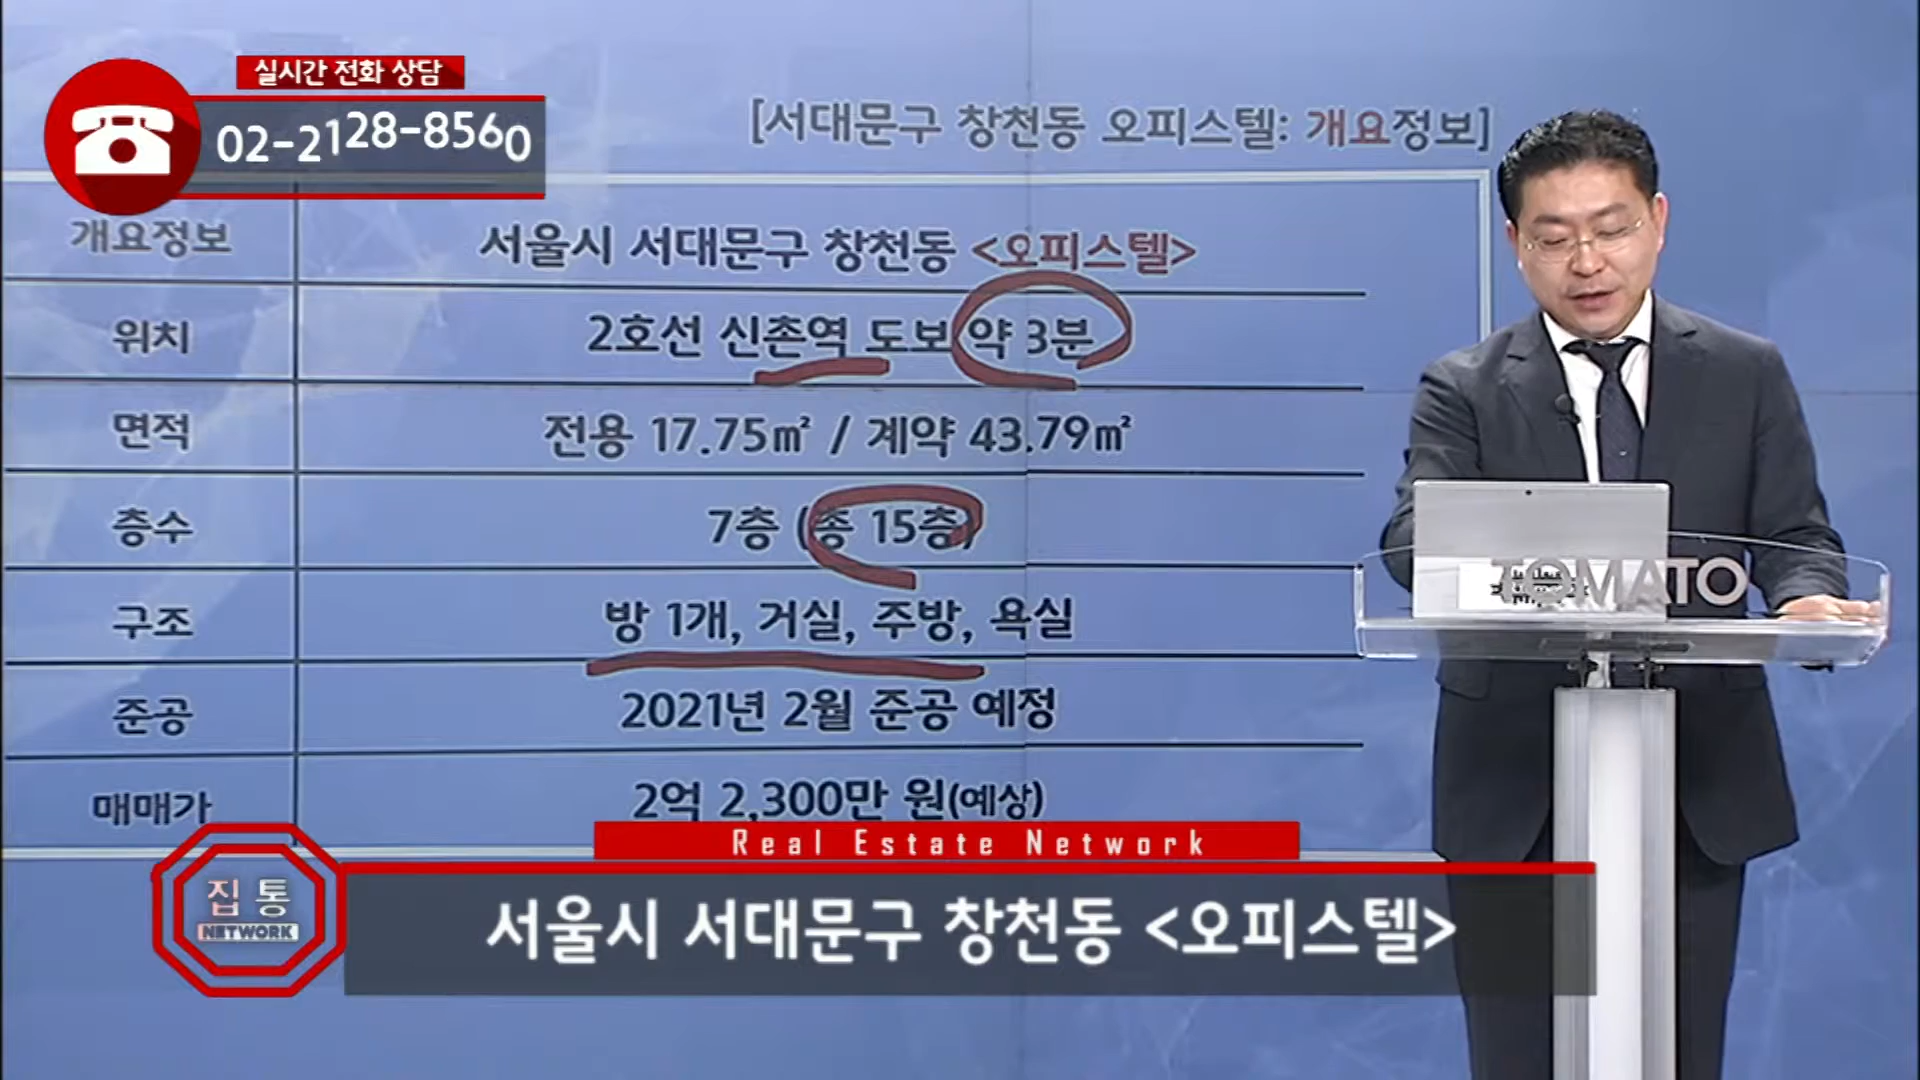 실시간 전화 상담
02-2128-8560
[서대문구 창천동 오피스텔: 개요정보]
개요정보 서울시 서대문구 창천동 <오피스텔>
위치 2호선 신촌역 도보 약 3분
면적 전용 17.75㎡ / 계약 43.79㎡
층수 7층 (총 15층)
구조 방 1개, 거실, 주방, 욕실
준공 2021년 2월 준공 예정
매매가 2억 2,300만 원(예상)
TOMATO
Real Estate Network
집통
NETWORK
서울시 서대문구 창천동 <오피스텔>